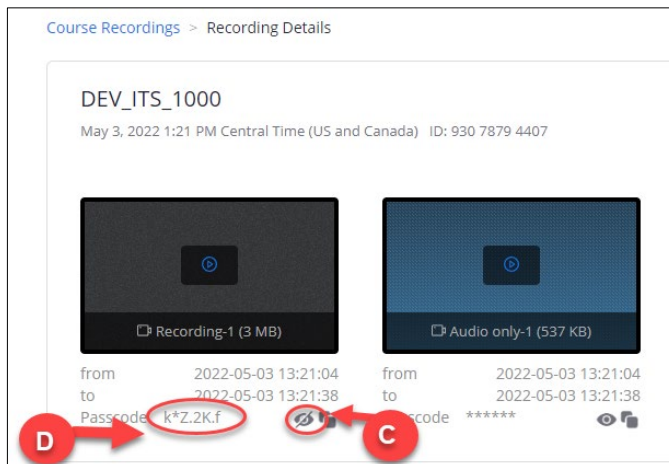 Course Recordings > Recording Details
DEV_ITS_1000
May 3, 2022 1:21 PM Central Time (US and Canada) ID: 930 7879 4407
Recording-1 (3 MB)
Audio only-1 (537 KB)
from 2022-05-03 13:21:04
to 2022-05-03 13:21:38
Passcode k*Z.2K.f
from 2022-05-03 13:21:04
2022-05-03 13:21:38
******
D
C